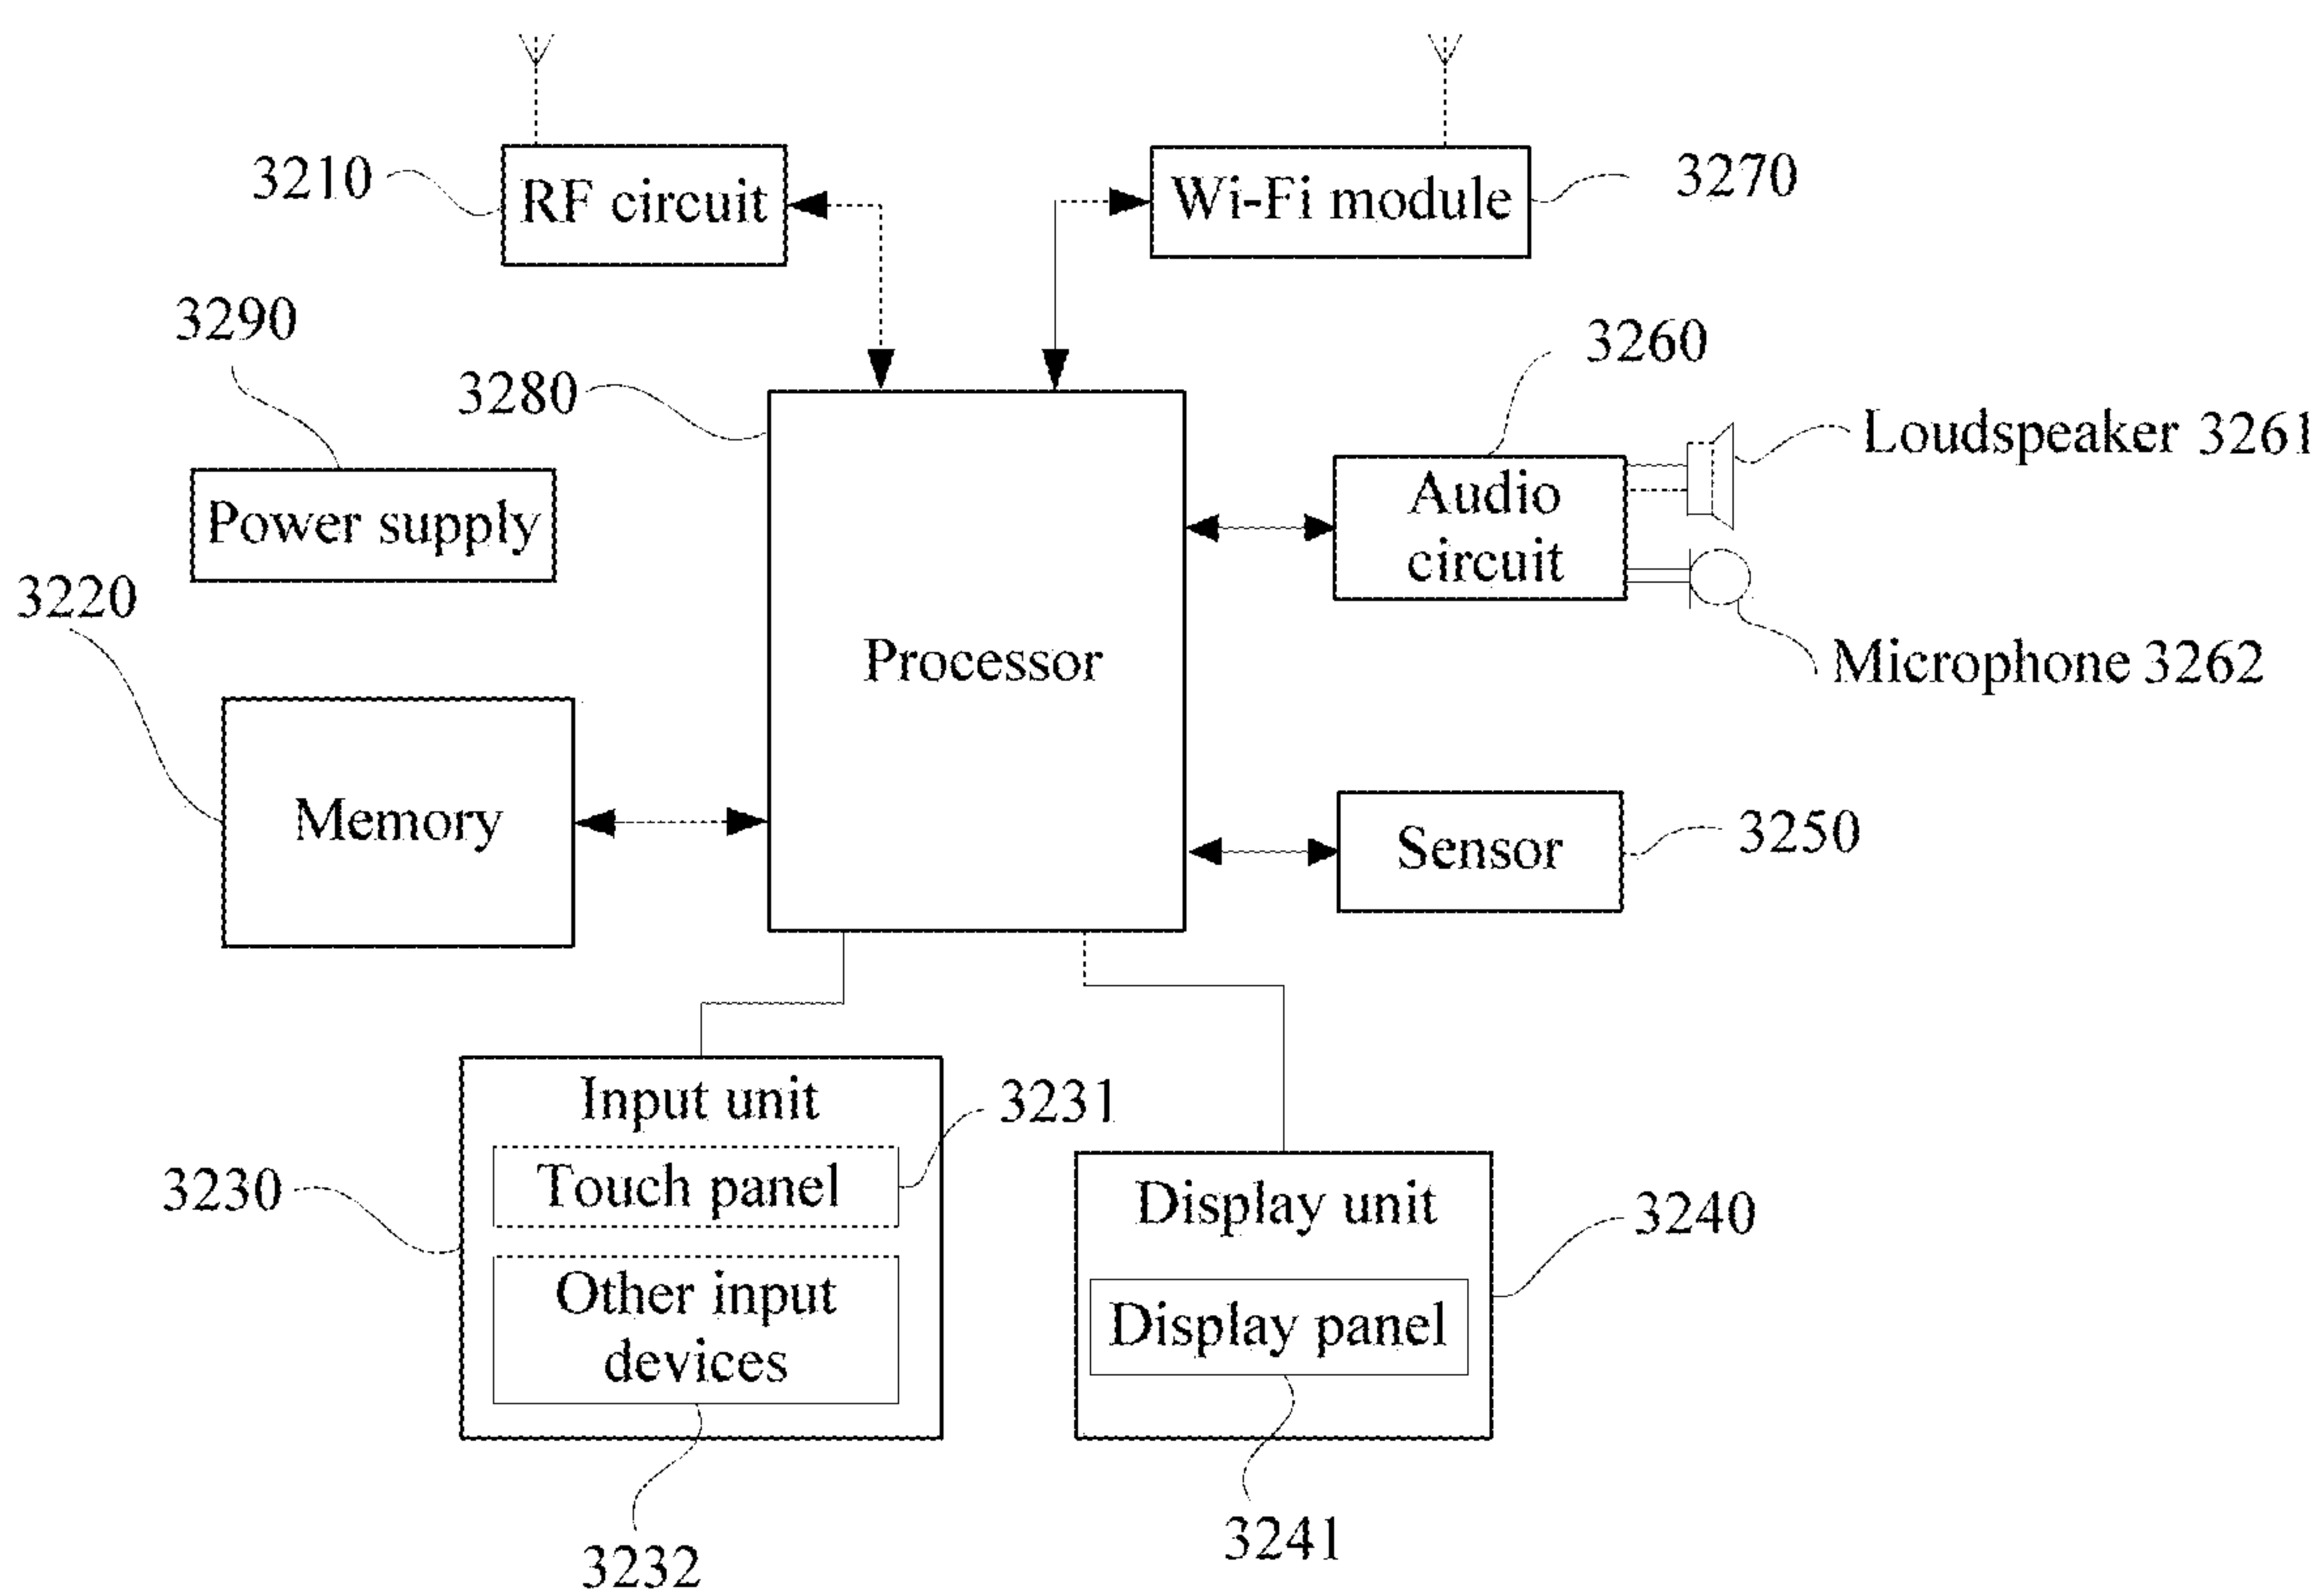 3210
RF circuit
Wi-Fi module
3270
3290
3280
3260
Loudspeaker 3261
Power supply
Audio
circuit
3220
Processor
Microphone 3262
Memory
Sensor
3250
Input unit
3231
Touch panel
3230
Other input
devices
3232
Display unit
3240
Display panel
3241